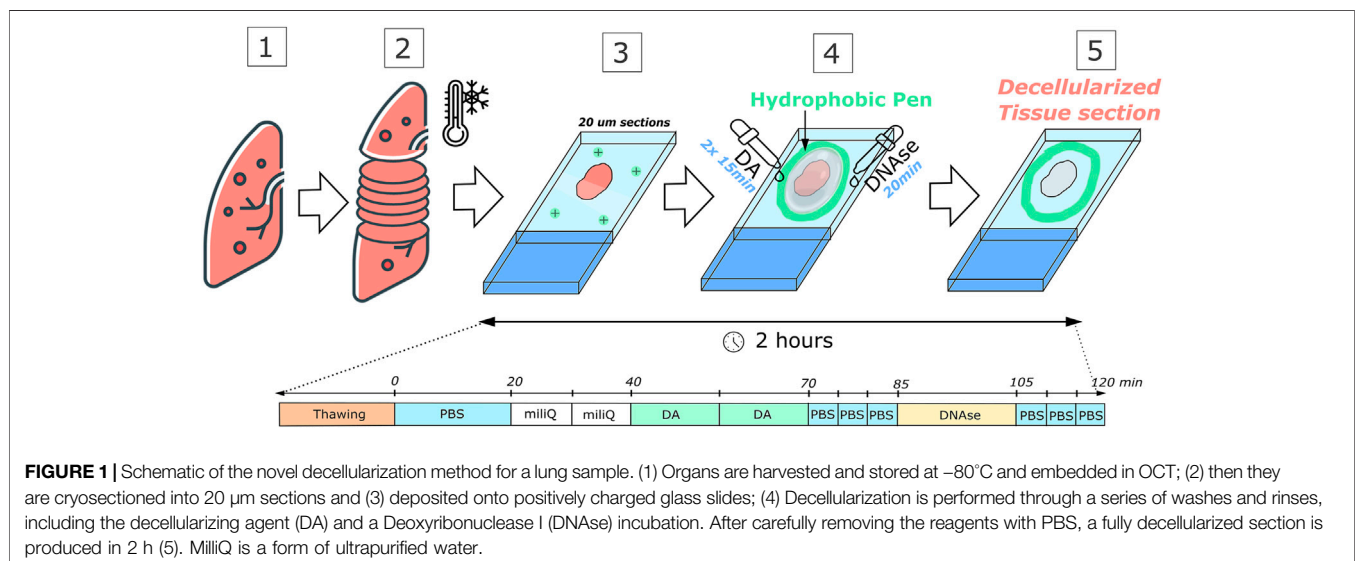 1
2
3
4
5
20 um sections
Hydrophobic Pen
DA
2x 15min
DNAse
20min
Decellularized
Tissue section
2 hours
0 20 40 70 85 105 120 min
Thawing PBS miliQ miliQ DA DA PBS PBS PBS DNAse PBS PBS PBS
FIGURE 1 | Schematic of the novel decellularization method for a lung sample. (1) Organs are harvested and stored at −80°C and embedded in OCT; (2) then they
are cryosectioned into 20 μm sections and (3) deposited onto positively charged glass slides; (4) Decellularization is performed through a series of washes and rinses,
including the decellularizing agent (DA) and a Deoxyribonuclease I (DNAse) incubation. After carefully removing the reagents with PBS, a fully decellularized section is
produced in 2 h (5). MilliQ is a form of ultrapurified water.